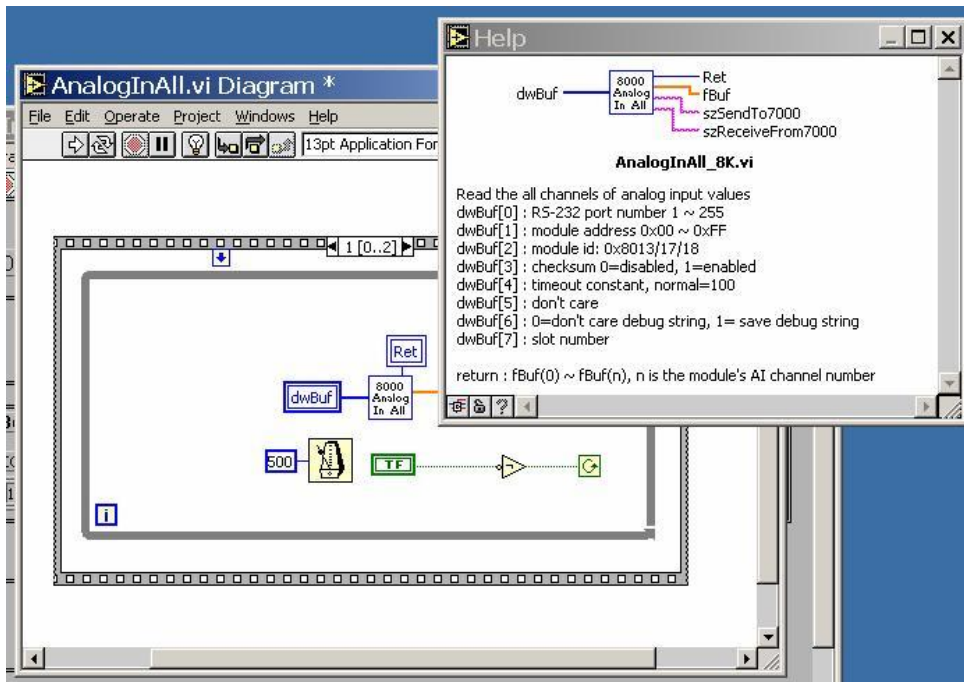 Help
8000
Analog
In All
dwBuf
Ret
fBuf
szSendTo7000
szReceiveFrom7000
AnalogInAll_8K.vi
Read the all channels of analog input values
dwBuf[0] : RS-232 port number 1 ~ 255
dwBuf[1] : module address 0x00 ~ 0xFF
dwBuf[2] : module id: 0x8013/17/18
dwBuf[3] : checksum 0=disabled, 1=enabled
dwBuf[4] : timeout constant, normal=100
dwBuf[5] : don't care
dwBuf[6] : 0=don't care debug string, 1= save debug string
dwBuf[7] : slot number
return : fBuf(0) ~ fBuf(n), n is the module's AI channel number
AnalogInAll.vi Diagram *
File Edit Operate Project Windows Help
13pt Application For
1 [0..2]
Ret
dwBuf
8000
Analog
In All
500
TF
i